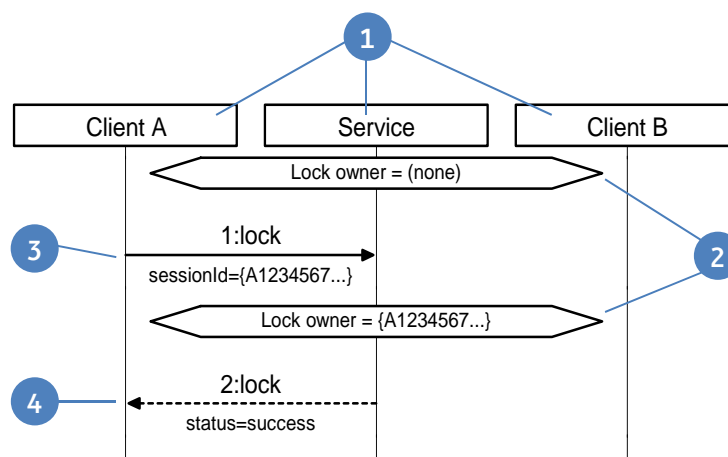 1
Client A
Service
Client B
Lock owner = (none)
1:lock
3
2
sessionId={A1234567...}
Lock owner = {A1234567...}
2:lock
4
status=success